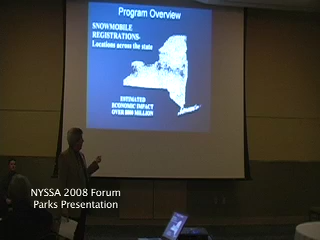 Program Overview
SNOWMOBILE
REGISTRATIONS-
Locations across the state
ESTIMATED
ECONOMIC IMPACT
OVER $800 MILLION
NYSSA 2008 Forum
Parks Presentation